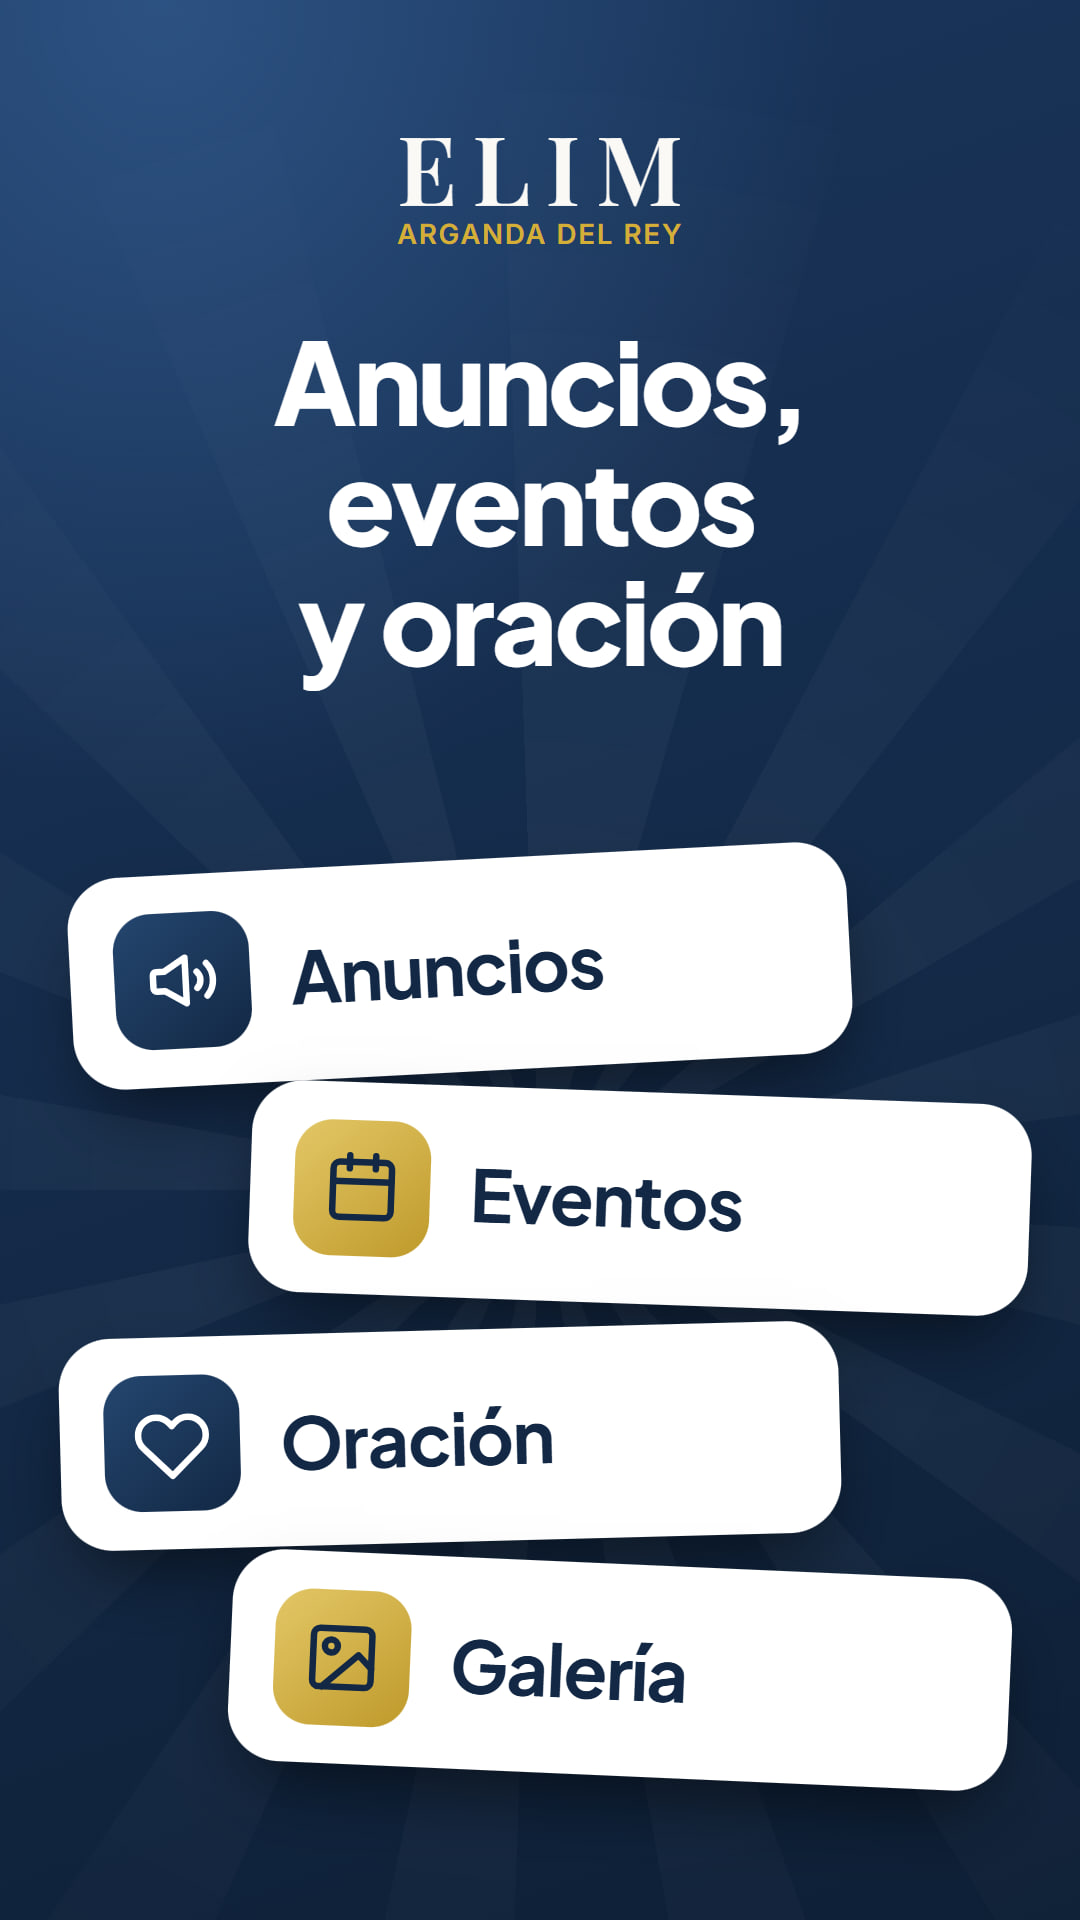 ELIM
ARGANDA DEL REY
Anuncios,
eventos
y oración
Anuncios
Eventos
Oración
Galería